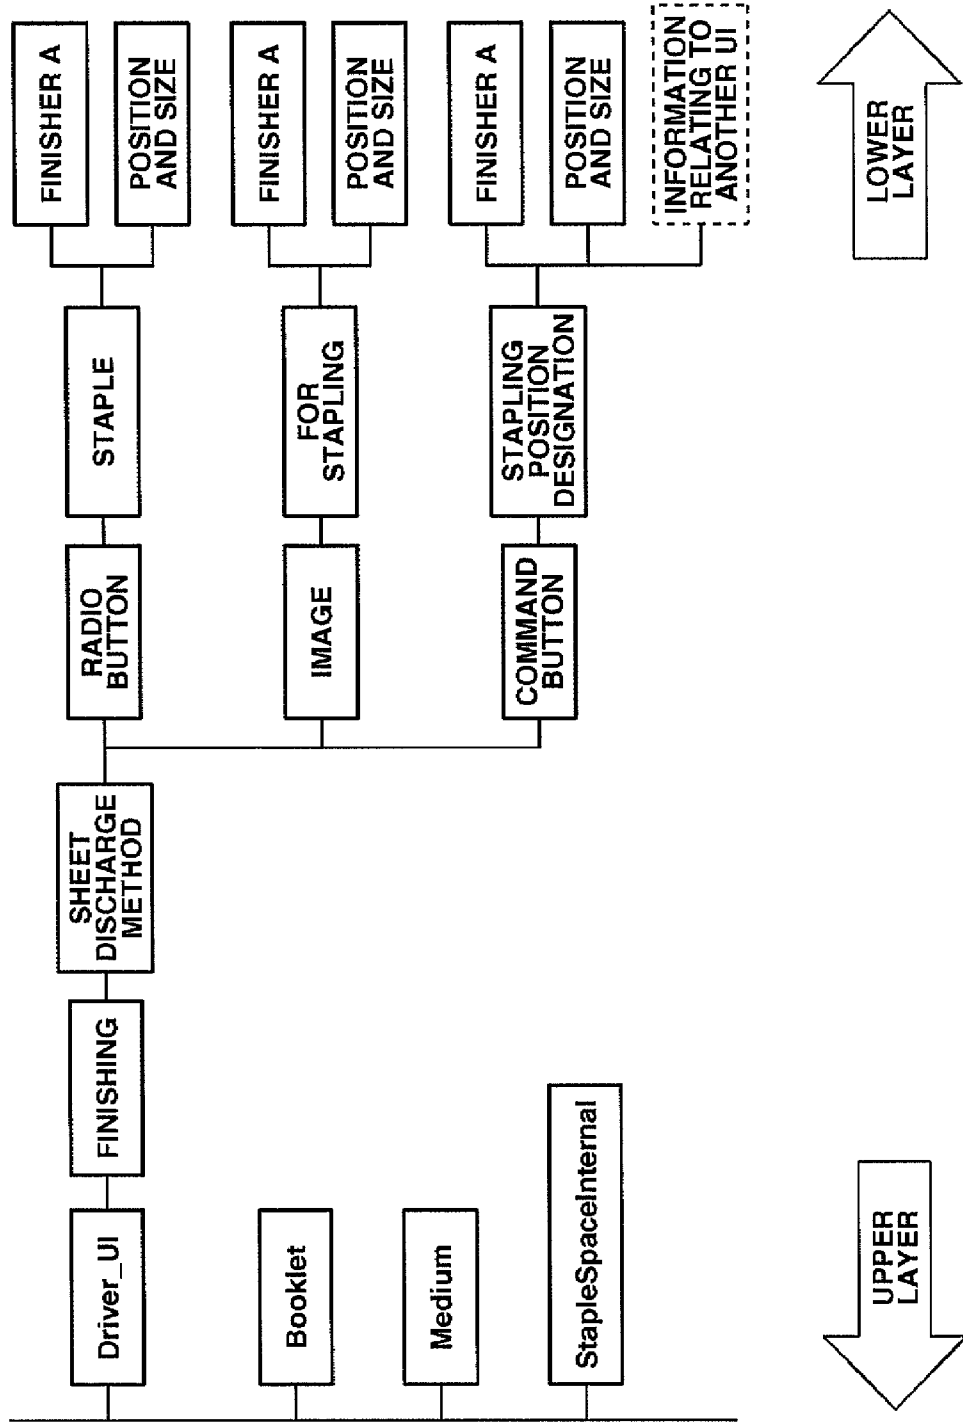 Driver_UI
FINISHING
SHEET
DISCHARGE
METHOD
RADIO
BUTTON
STAPLE
FINISHER A
POSITION
AND SIZE
IMAGE
FOR
STAPLING
FINISHER A
POSITION
AND SIZE
COMMAND
BUTTON
STAPLING
POSITION
DESIGNATION
FINISHER A
POSITION
AND SIZE
INFORMATION
RELATING TO
ANOTHER UI
Booklet
Medium
StapleSpaceInternal
UPPER
LAYER
LOWER
LAYER